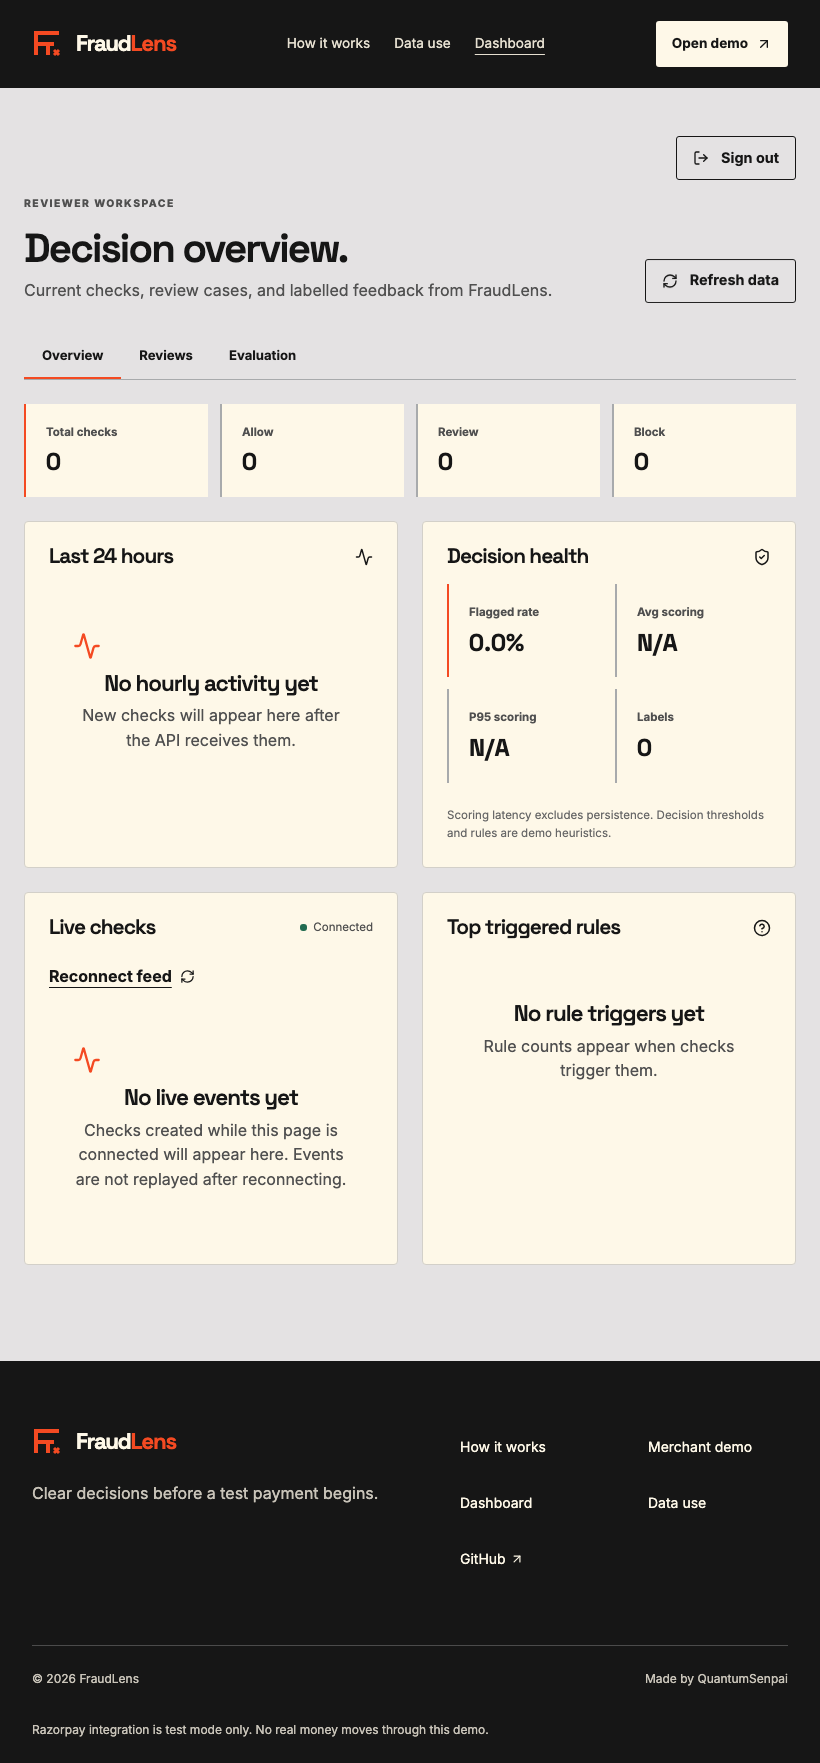 FraudLens
How it works
Data use
Dashboard
Open demo
Sign out
REVIEWER WORKSPACE
Decision overview.
Current checks, review cases, and labelled feedback from FraudLens.
Refresh data
Overview
Reviews
Evaluation
Total checks
0
Allow
0
Review
0
Block
0
Last 24 hours
No hourly activity yet
New checks will appear here after
the API receives them.
Decision health
Flagged rate
0.0%
Avg scoring
N/A
P95 scoring
N/A
Labels
0
Scoring latency excludes persistence. Decision thresholds
and rules are demo heuristics.
Live checks
Connected
Reconnect feed
No live events yet
Checks created while this page is
connected will appear here. Events
are not replayed after reconnecting.
Top triggered rules
No rule triggers yet
Rule counts appear when checks
trigger them.
FraudLens
Clear decisions before a test payment begins.
How it works
Merchant demo
Dashboard
Data use
GitHub
© 2026 FraudLens
Made by QuantumSenpai
Razorpay integration is test mode only. No real money moves through this demo.